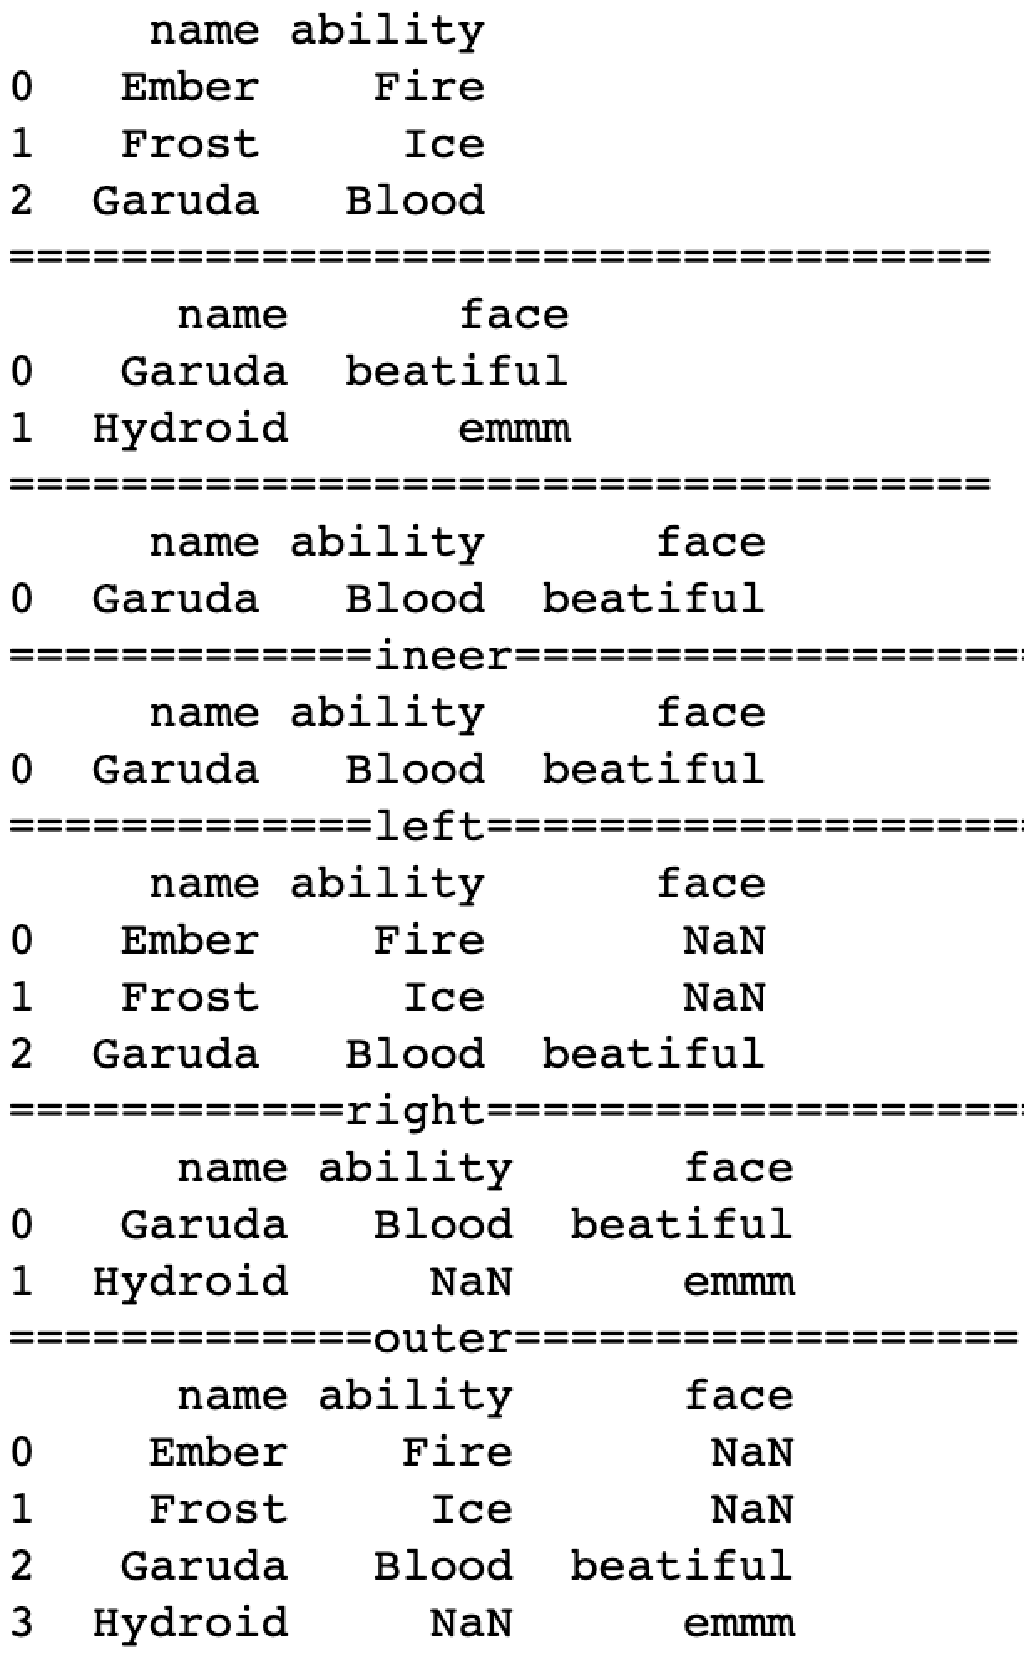 name ability
0   Ember    Fire
1   Frost     Ice
2  Garuda   Blood
===================================
      name      face
0   Garuda  beatiful
1  Hydroid      emmm
===================================
     name ability      face
0  Garuda   Blood  beatiful
=============ineer===================
     name ability      face
0  Garuda   Blood  beatiful
=============left====================
     name ability      face
0   Ember    Fire       NaN
1   Frost     Ice       NaN
2  Garuda   Blood  beatiful
============right====================
      name ability      face
0   Garuda   Blood  beatiful
1  Hydroid     NaN      emmm
=============outer==================
      name ability      face
0    Ember    Fire       NaN
1    Frost     Ice       NaN
2   Garuda   Blood  beatiful
3  Hydroid     NaN      emmm